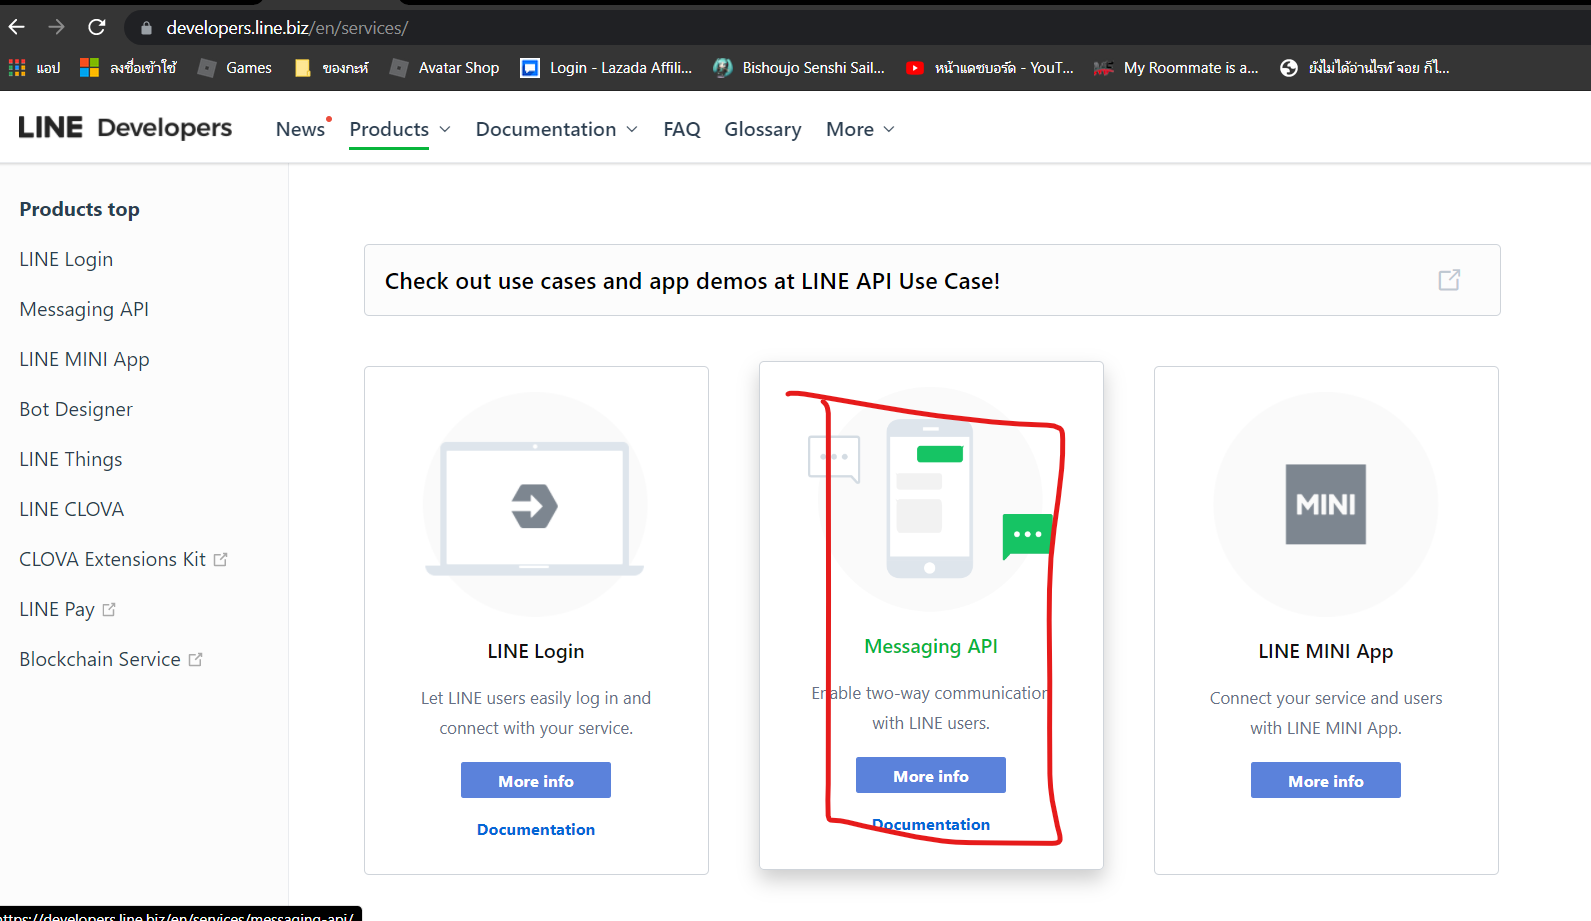 developers.line.biz/en/services/
แอป
ลงชื่อเข้าใช้
Games
ของกะห์
Avatar Shop
Login - Lazada Affili...
Bishoujo Senshi Sail...
หน้าแดชบอร์ด - YouT...
My Roommate is a...
ยังไม่ได้อ่านไรท์ จอย ก็ไ...
LINE Developers
News
Products
Documentation
FAQ
Glossary
More
Products top
LINE Login
Messaging API
LINE MINI App
Bot Designer
LINE Things
LINE CLOVA
CLOVA Extensions Kit
LINE Pay
Blockchain Service
Check out use cases and app demos at LINE API Use Case!
LINE Login
Let LINE users easily log in and
connect with your service.
More info
Documentation
Messaging API
Enable two-way communication
with LINE users.
More info
Documentation
MINI
LINE MINI App
Connect your service and users
with LINE MINI App.
More info
https://developers.line.biz/en/services/messaging-api/